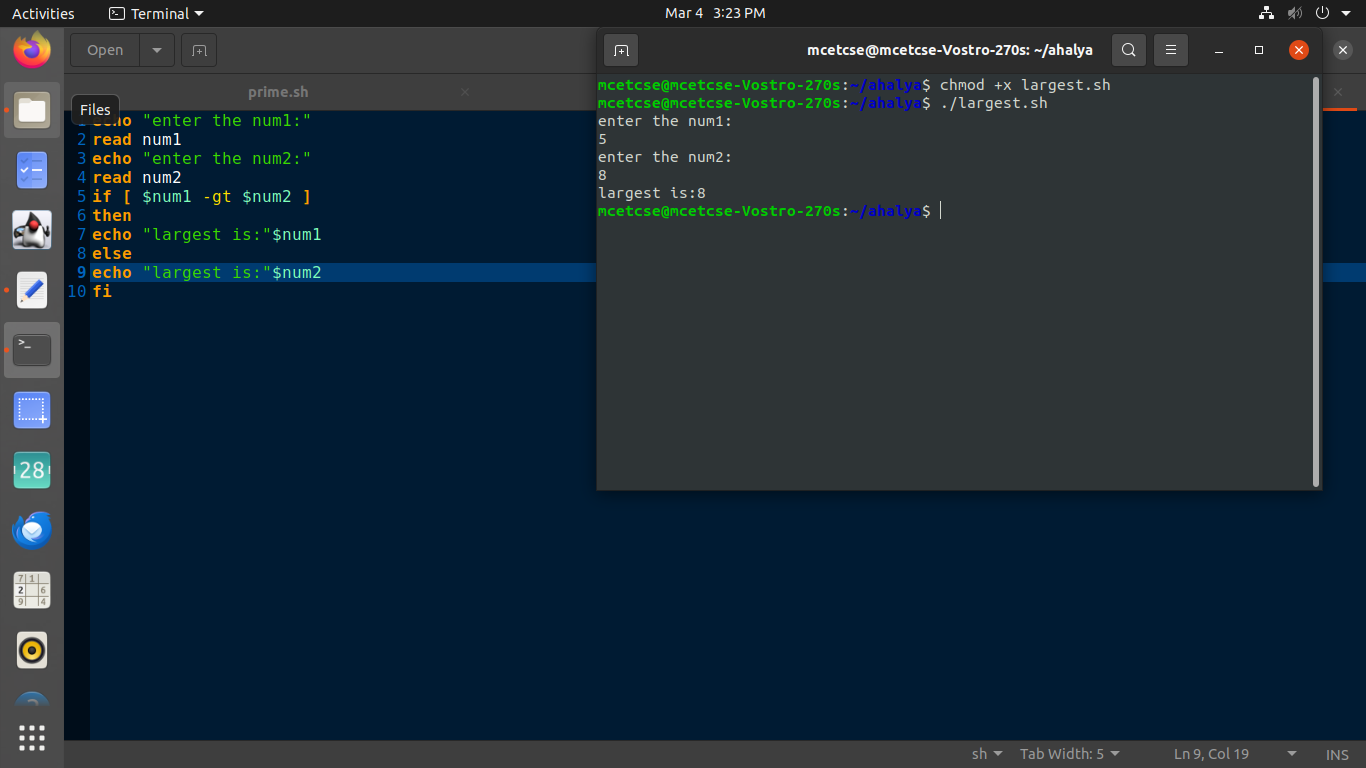 Activities
Terminal
Mar 4 3:23 PM
Open
prime.sh
Files
1 echo "enter the num1:"
2 read num1
3 echo "enter the num2:"
4 read num2
5 if [ $num1 -gt $num2 ]
6 then
7 echo "largest is:"$num1
8 else
9 echo "largest is:"$num2
10 fi
mcetcse@mcetcse-Vostro-270s: ~/ahalya
mcetcse@mcetcse-Vostro-270s:~/ahalya$ chmod +x largest.sh
mcetcse@mcetcse-Vostro-270s:~/ahalya$ ./largest.sh
enter the num1:
5
enter the num2:
8
largest is:8
mcetcse@mcetcse-Vostro-270s:~/ahalya$
>_
28
7 1
2 6
9 4
?
sh
Tab Width: 5
Ln 9, Col 19
INS